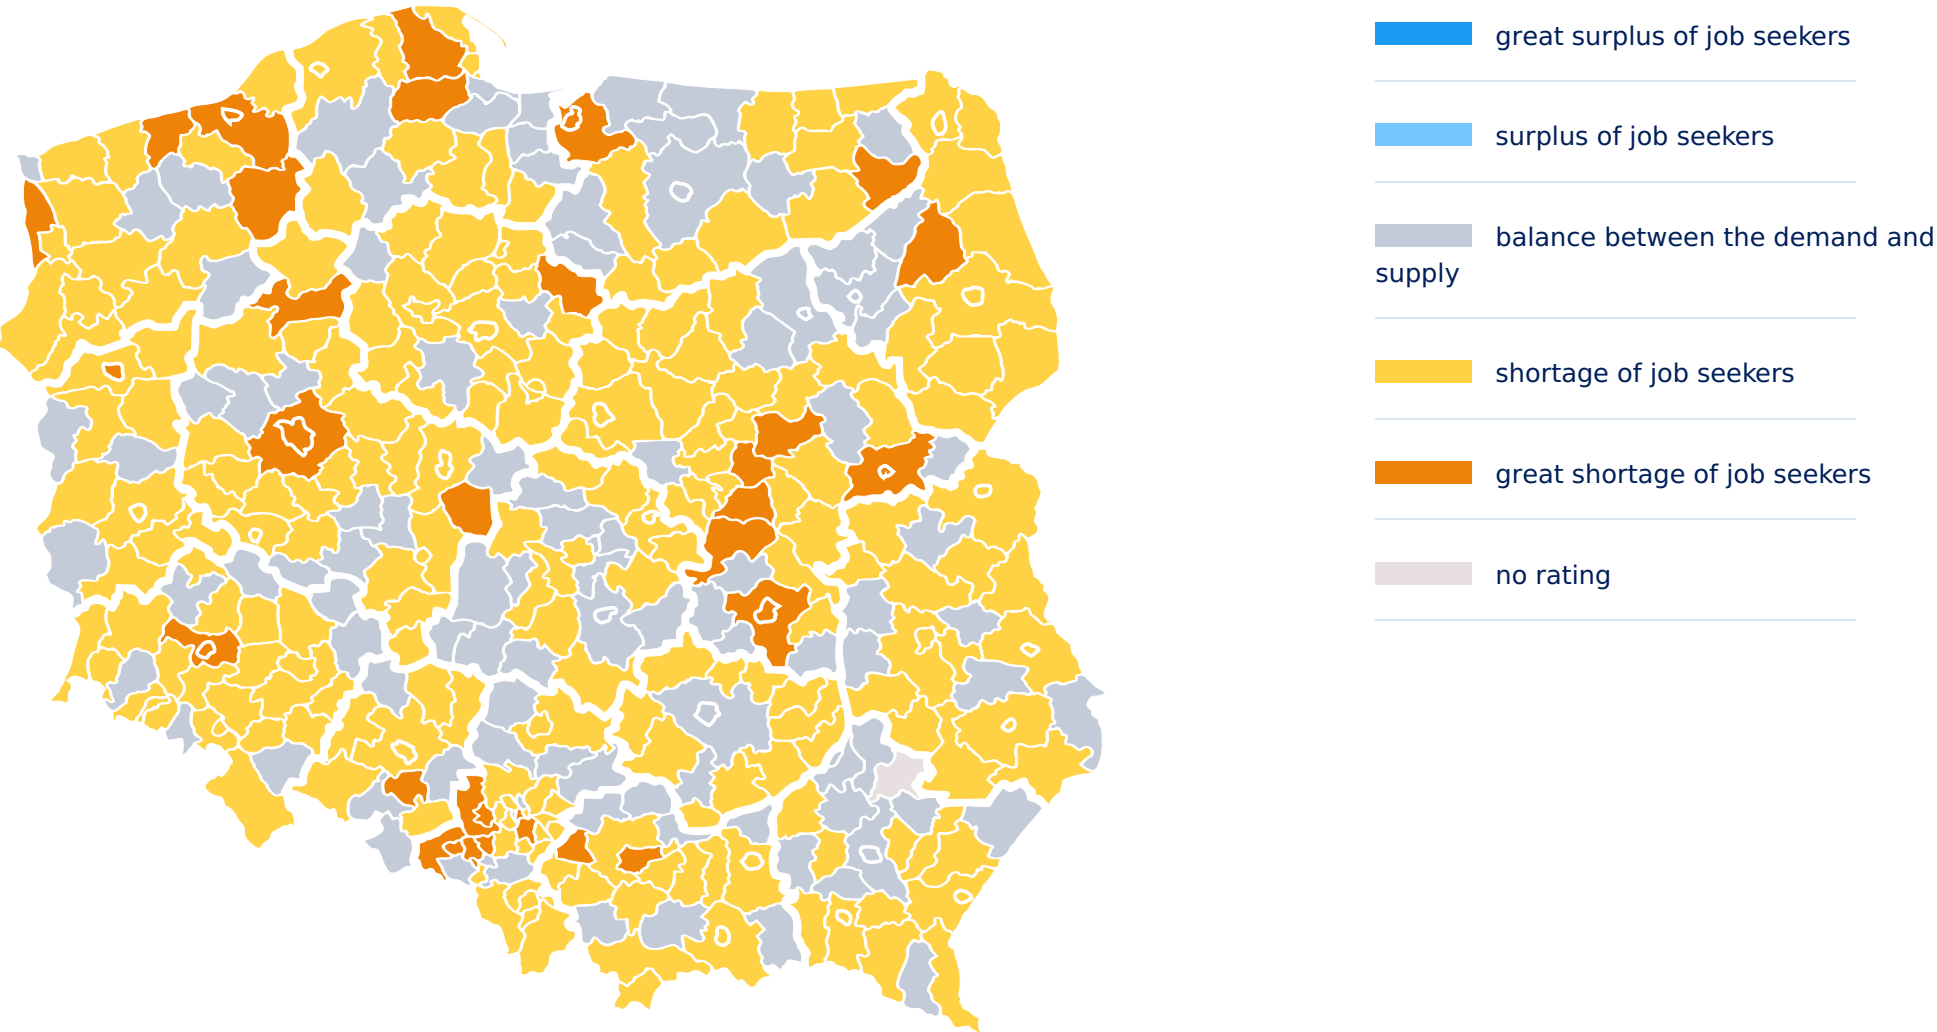 great surplus of job seekers
surplus of job seekers
balance between the demand and
supply
shortage of job seekers
great shortage of job seekers
no rating